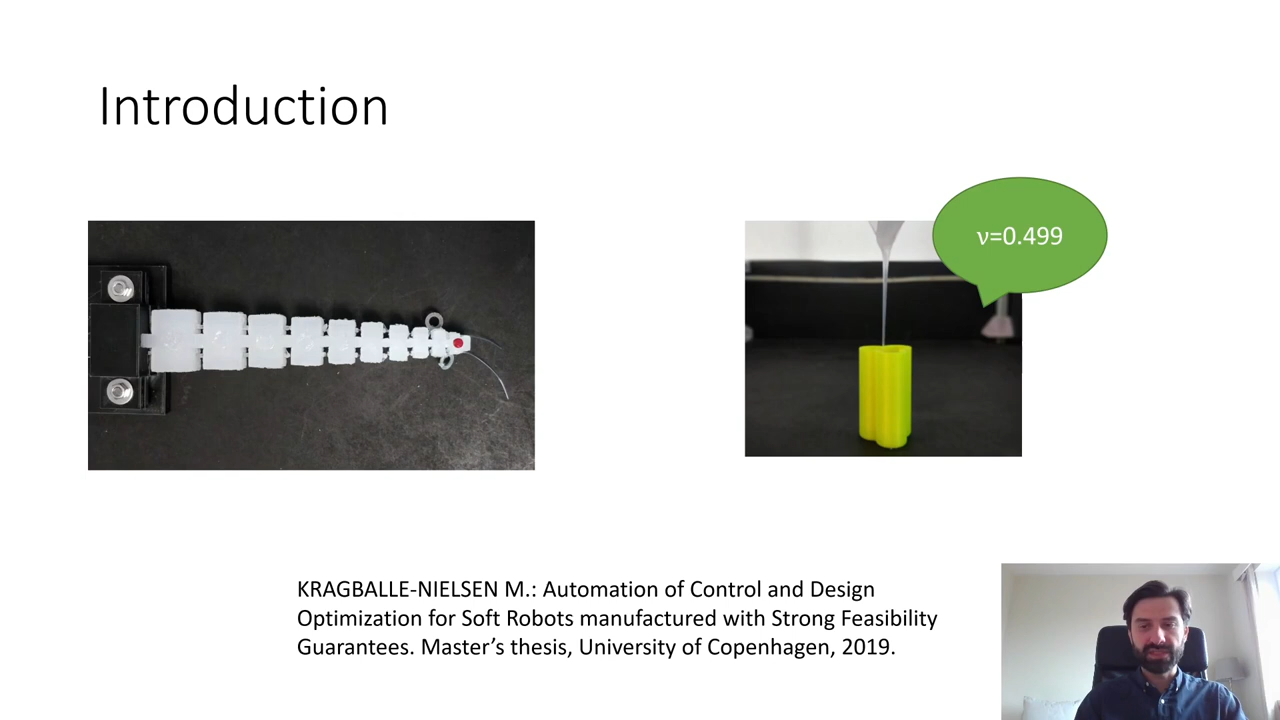 Introduction
ν=0.499
KRAGBALLE-NIELSEN M.: Automation of Control and Design
Optimization for Soft Robots manufactured with Strong Feasibility
Guarantees. Master’s thesis, University of Copenhagen, 2019.